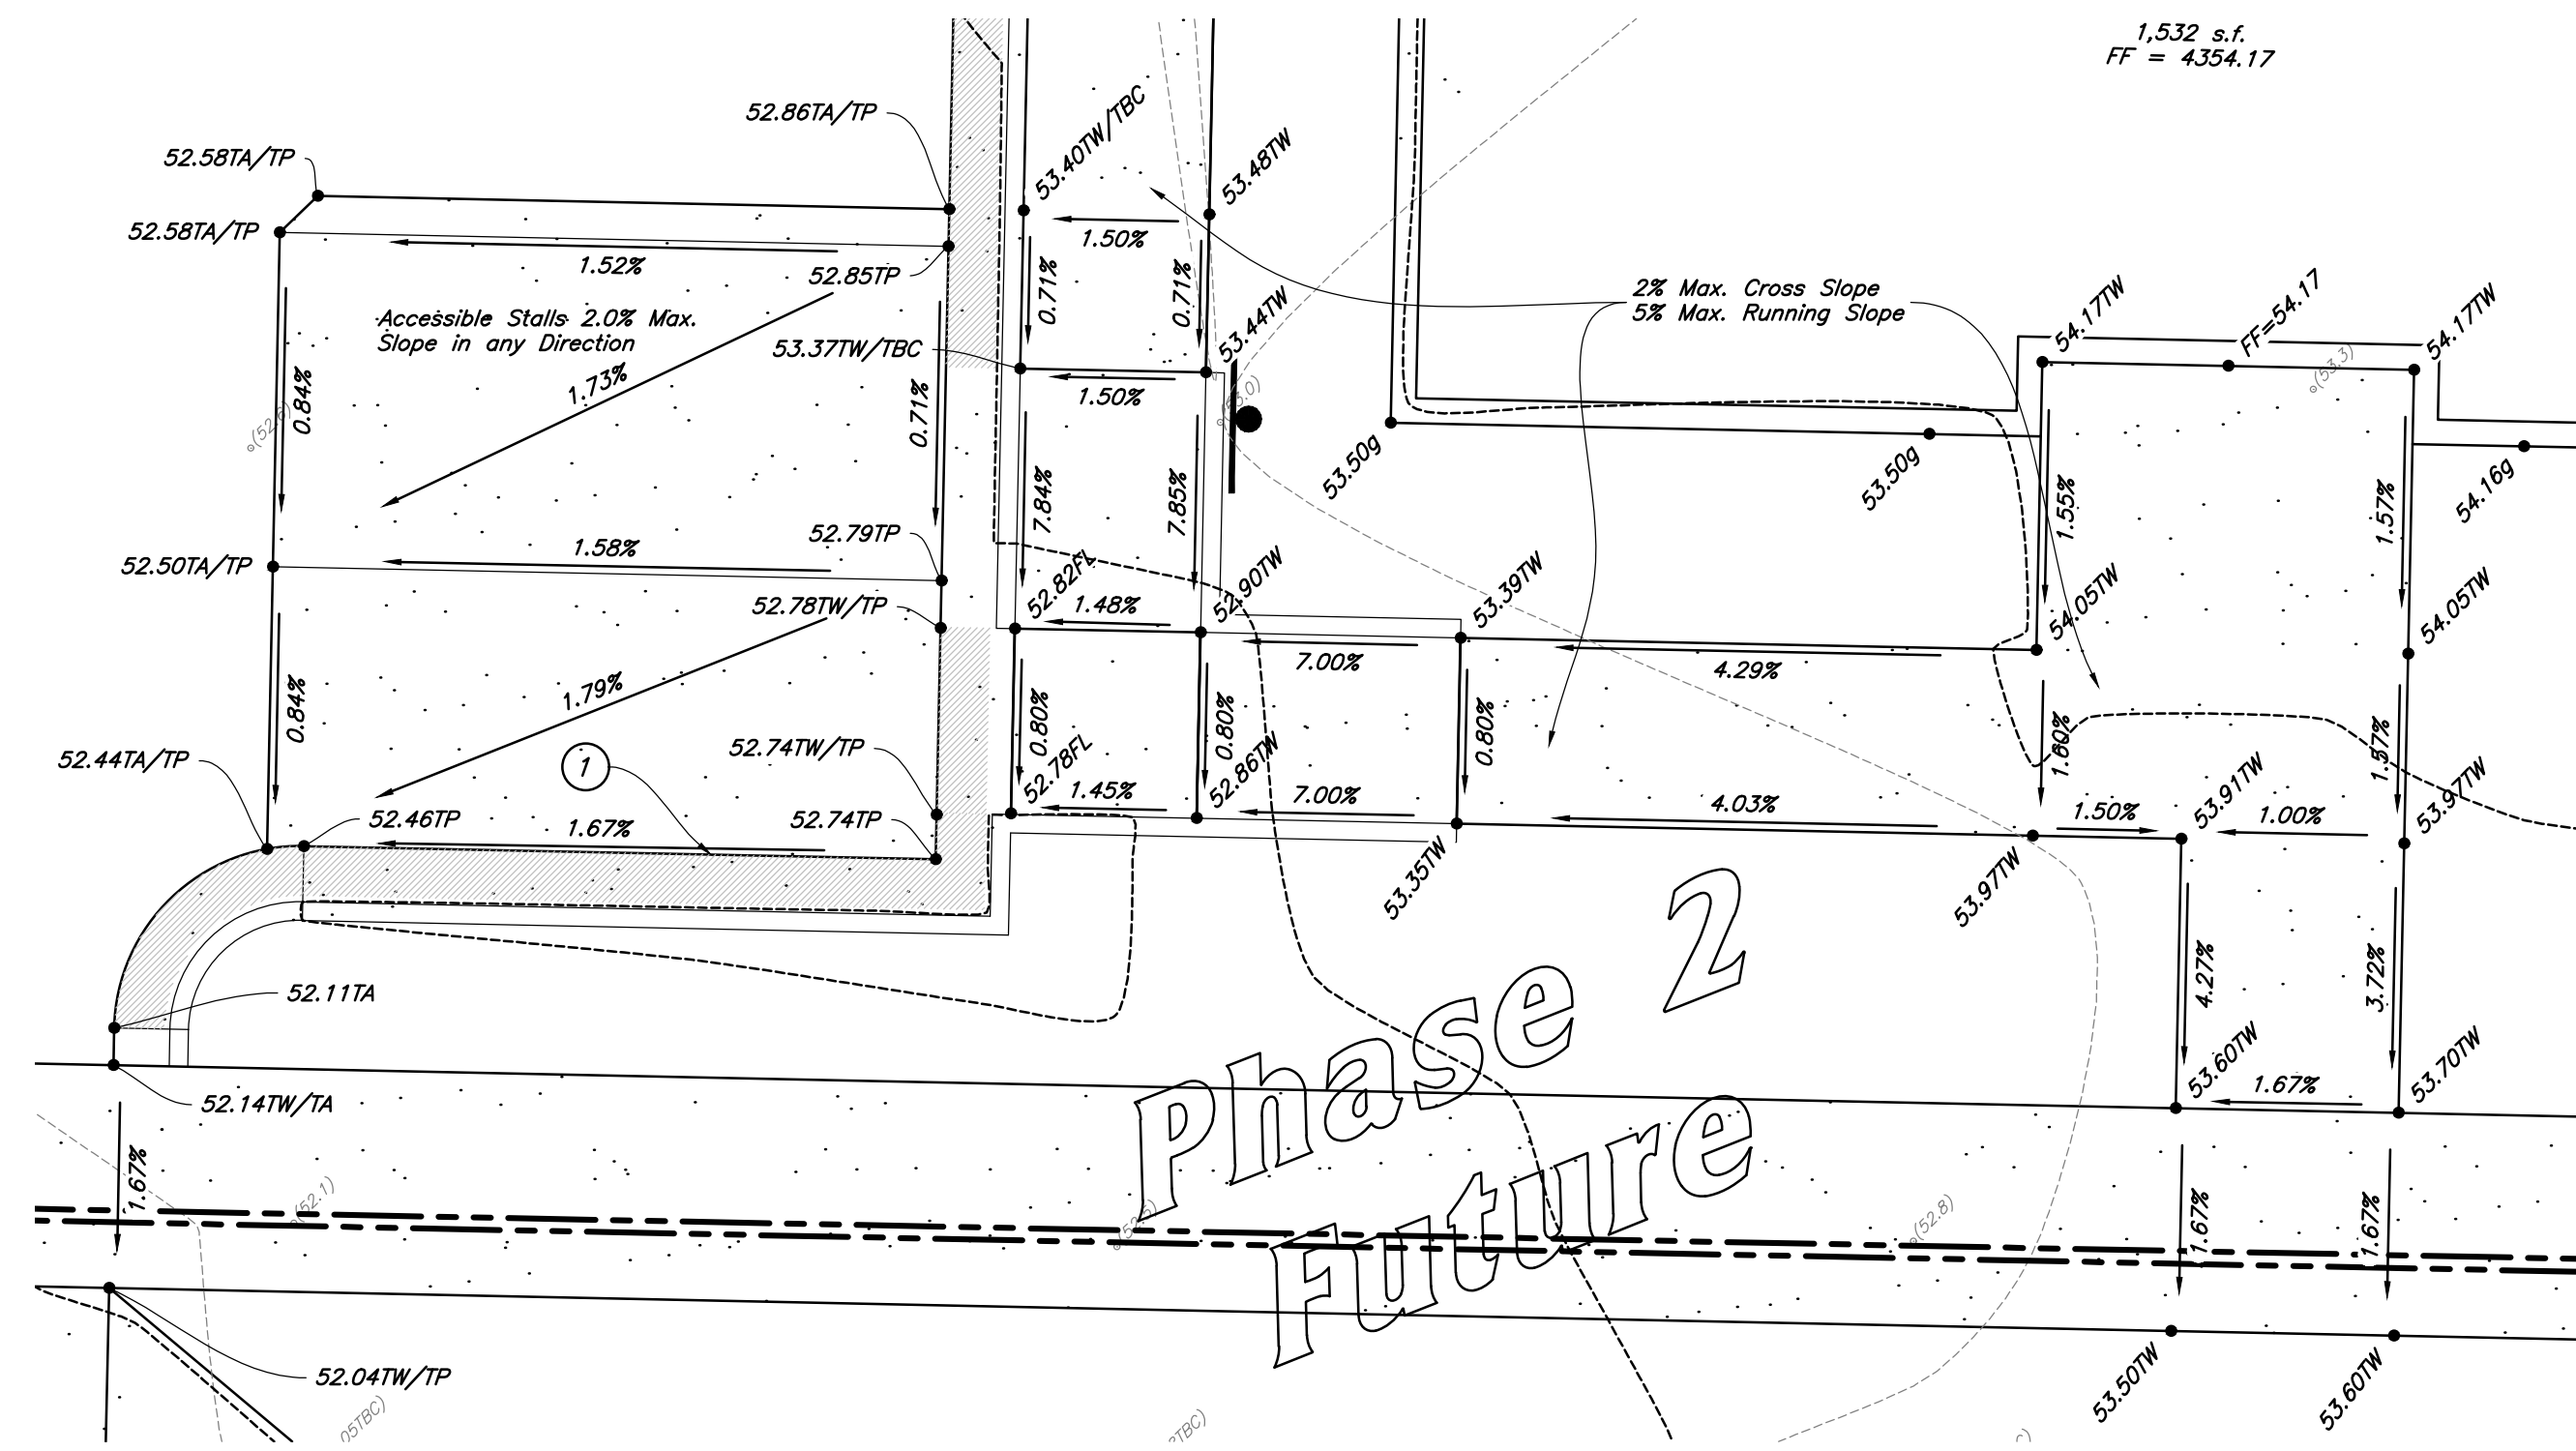 1,532 s.f.
FF = 4354.17
52.86TA/TP
53.40TW/TBC
53.48TW
52.58TA/TP
52.58TA/TP
1.50%
1.52%
52.85TP
0.71%
0.71%
2% Max. Cross Slope
5% Max. Running Slope
54.17TW
FF=54.17
54.17TW
Accessible Stalls 2.0% Max.
Slope in any Direction
53.37TW/TBC
53.44TW
(53.3)
0.84%
1.73%
0.71%
1.50%
(53.0)
53.50g
53.50g
54.16g
7.84%
7.85%
1.55%
1.57%
52.79TP
1.58%
52.50TA/TP
52.82FL
52.90TW
53.39TW
54.05TW
54.05TW
52.78TW/TP
1.48%
7.00%
4.29%
0.84%
1.79%
0.80%
0.80%
0.80%
1.60%
1.57%
52.44TA/TP
1
52.74TW/TP
52.78FL
52.86TW
53.91TW
53.97TW
52.46TP
1.67%
52.74TP
1.45%
7.00%
4.03%
1.50%
1.00%
53.35TW
53.97TW
Phase 2
4.27%
3.72%
52.11TA
52.14TW/TA
53.60TW
1.67%
53.70TW
Future
1.67%
(52.1)
(52.8)
1.67%
1.67%
52.04TW/TP
53.50TW
53.60TW
05TBC)